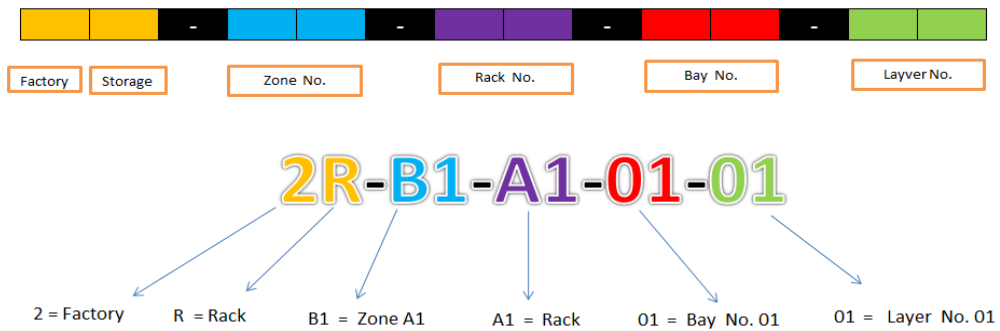 - - - -
Factory Storage Zone No. Rack No. Bay No. Layver No.
2R-B1-A1-01-01
2 = Factory R = Rack B1 = Zone A1 A1 = Rack 01 = Bay No. 01 01 = Layver No. 01